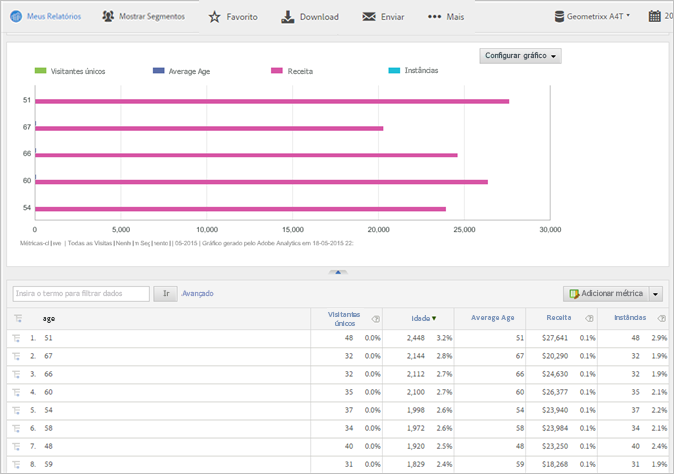 Meus Relatórios Mostrar Segmentos Favorito Download Enviar Mais Geometrixx A4T 20
Configurar gráfico
Visitantes únicos Average Age Receita Instâncias
51
67
66
60
54
0 5,000 10,000 15,000 20,000 25,000 30,000
| Todas as Visitas | 05-2015 | Gráfico gerado pelo Adobe Analytics em 18-05-2015 22:
Insira o termo para filtrar dados Ir Avançado Adicionar métrica
age Visitantes únicos Idade Average Age Receita Instâncias
1. 51 48 0.0% 2,448 3.2% 51 $27,641 0.1% 48 2.9%
2. 67 32 0.0% 2,144 2.8% 67 $20,290 0.1% 32 1.9%
3. 66 32 0.0% 2,112 2.7% 66 $24,630 0.1% 32 1.9%
4. 60 35 0.0% 2,100 2.7% 60 $26,377 0.1% 35 2.1%
5. 54 37 0.0% 1,998 2.6% 54 $23,940 0.1% 37 2.2%
6. 58 34 0.0% 1,972 2.6% 58 $23,984 0.1% 34 2.1%
7. 48 40 0.0% 1,920 2.5% 48 $23,250 0.1% 40 2.4%
8. 59 31 0.0% 1,829 2.4% 59 $18,268 0.1% 31 1.9%